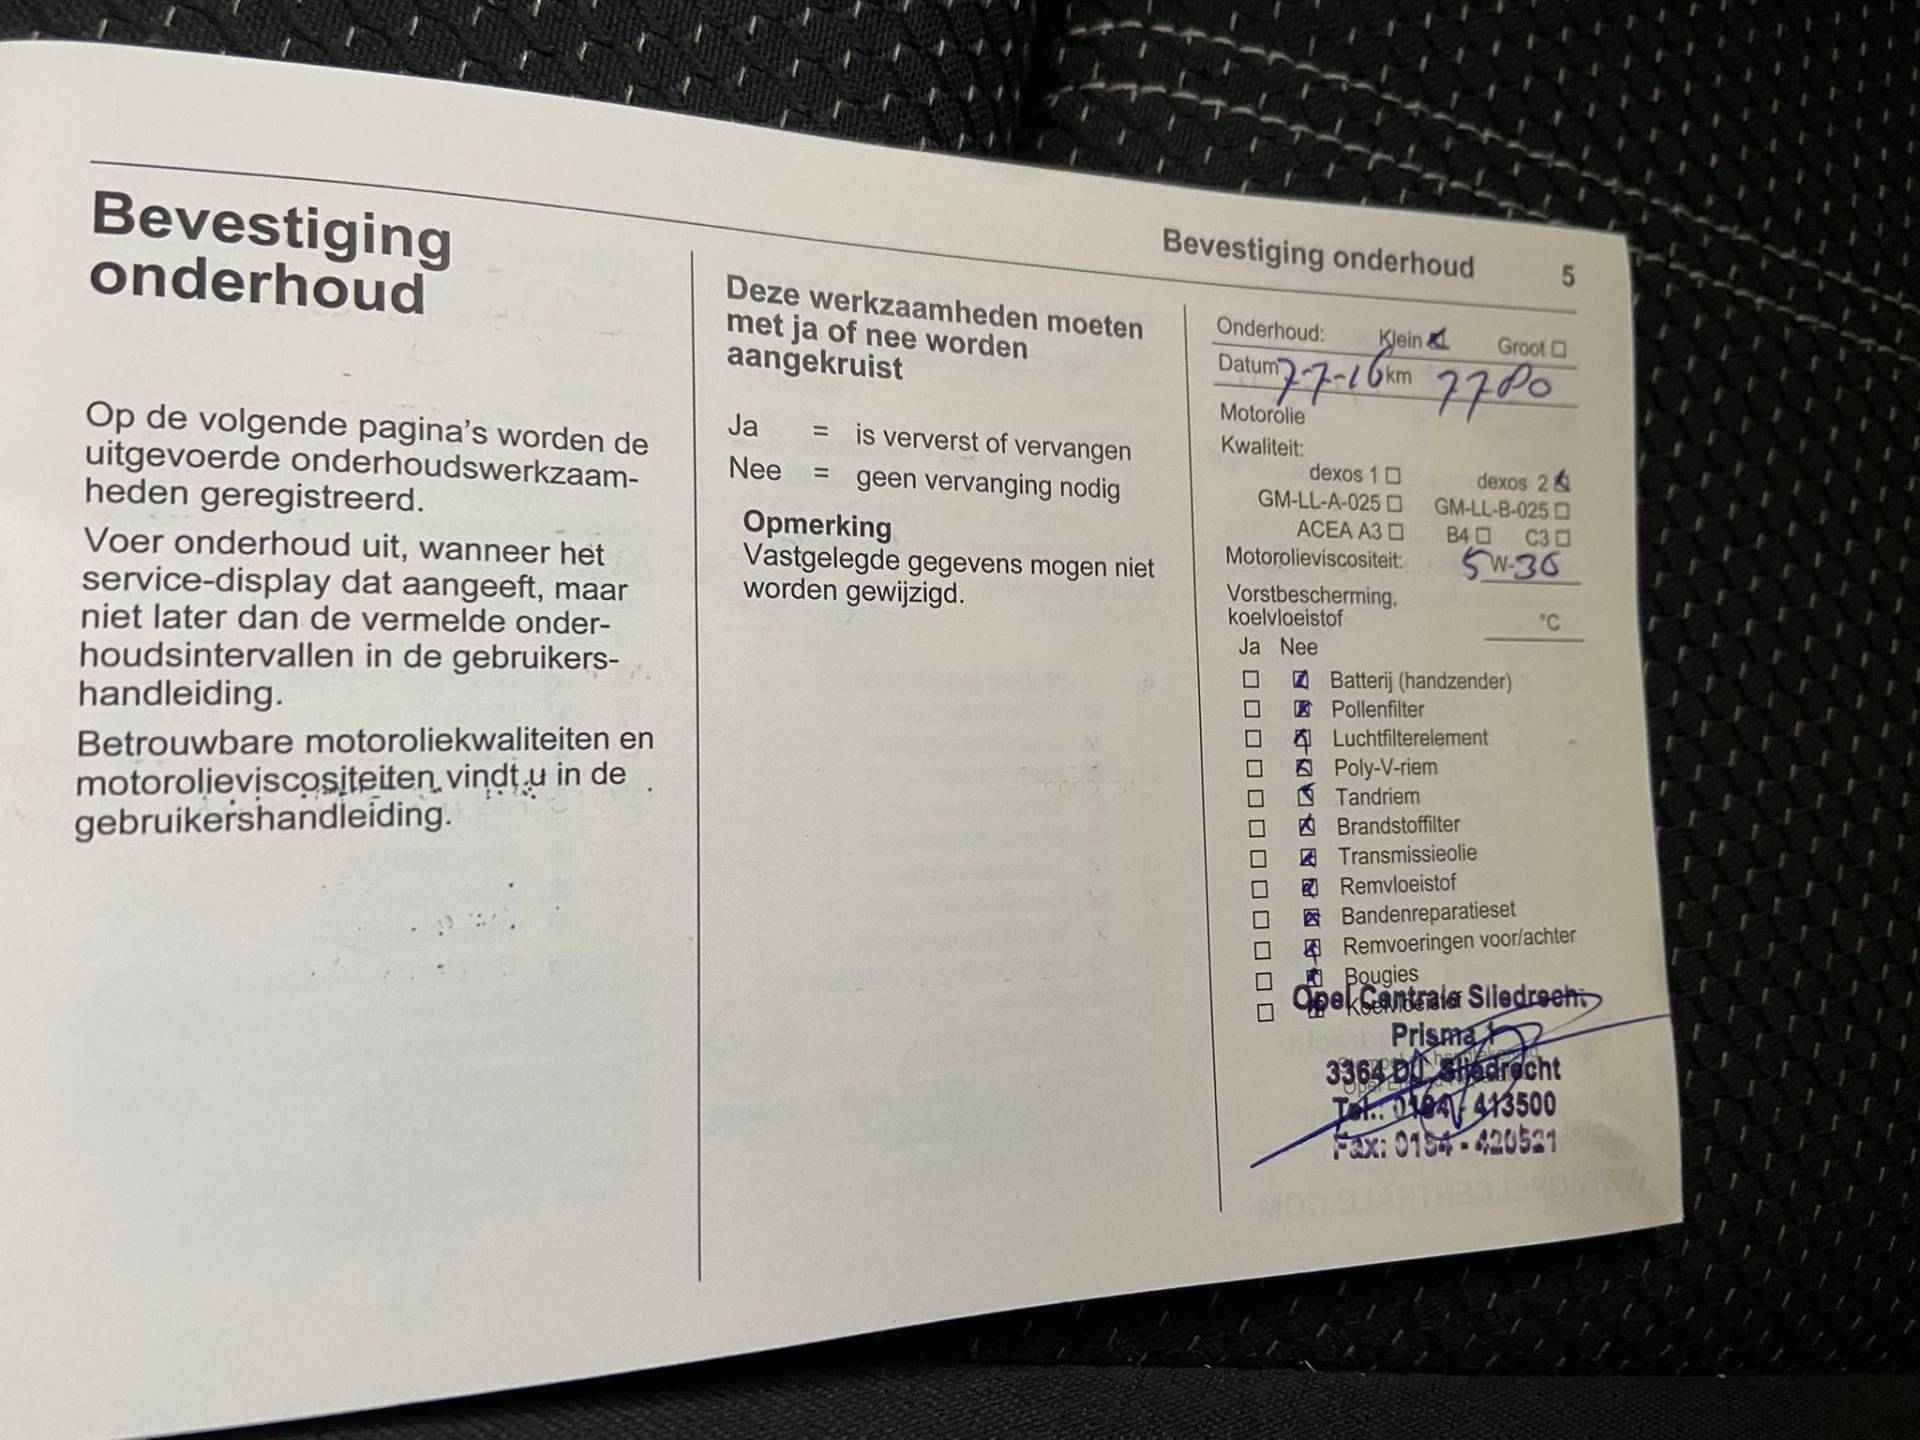 Bevestiging onderhoud 5
Bevestiging
onderhoud
Op de volgende pagina's worden de
uitgevoerde onderhoudswerkzaam-
heden geregistreerd.
Voer onderhoud uit, wanneer het
service-display dat aangeeft, maar
niet later dan de vermelde onder-
houdsintervallen in de gebruikers-
handleiding.
Betrouwbare motoroliekwaliteiten en
motorolieviscositeiten vindt u in de
gebruikershandleiding.
Deze werkzaamheden moeten
met ja of nee worden
aangekruist
Ja = is ververst of vervangen
Nee = geen vervanging nodig
Opmerking
Vastgelegde gegevens mogen niet
worden gewijzigd.
Onderhoud: Klein Groot
Datum 7-7-16 km 7780
Motorolie
Kwaliteit:
dexos 1 dexos 2
GM-LL-A-025 GM-LL-B-025
ACEA A3 B4 C3
Motorolieviscositeit: 5W-30
Vorstbescherming,
koelvloeistof °C
Ja Nee
Batterij (handzender)
Pollenfilter
Luchtfilterelement
Poly-V-riem
Tandriem
Brandstoffilter
Transmissieolie
Remvloeistof
Bandenreparatieset
Remvoeringen voor/achter
Bougies
Koelvloeistof
Opel Centrale Sliedrecht
Prisma 1
3364 DJ Sliedrecht
Tel.: 0184 - 413500
Fax: 0184 - 420521